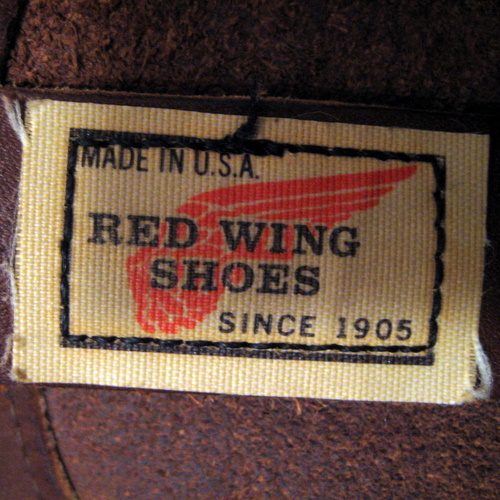 MADE IN U.S.A.
RED WING
SHOES
SINCE 1905